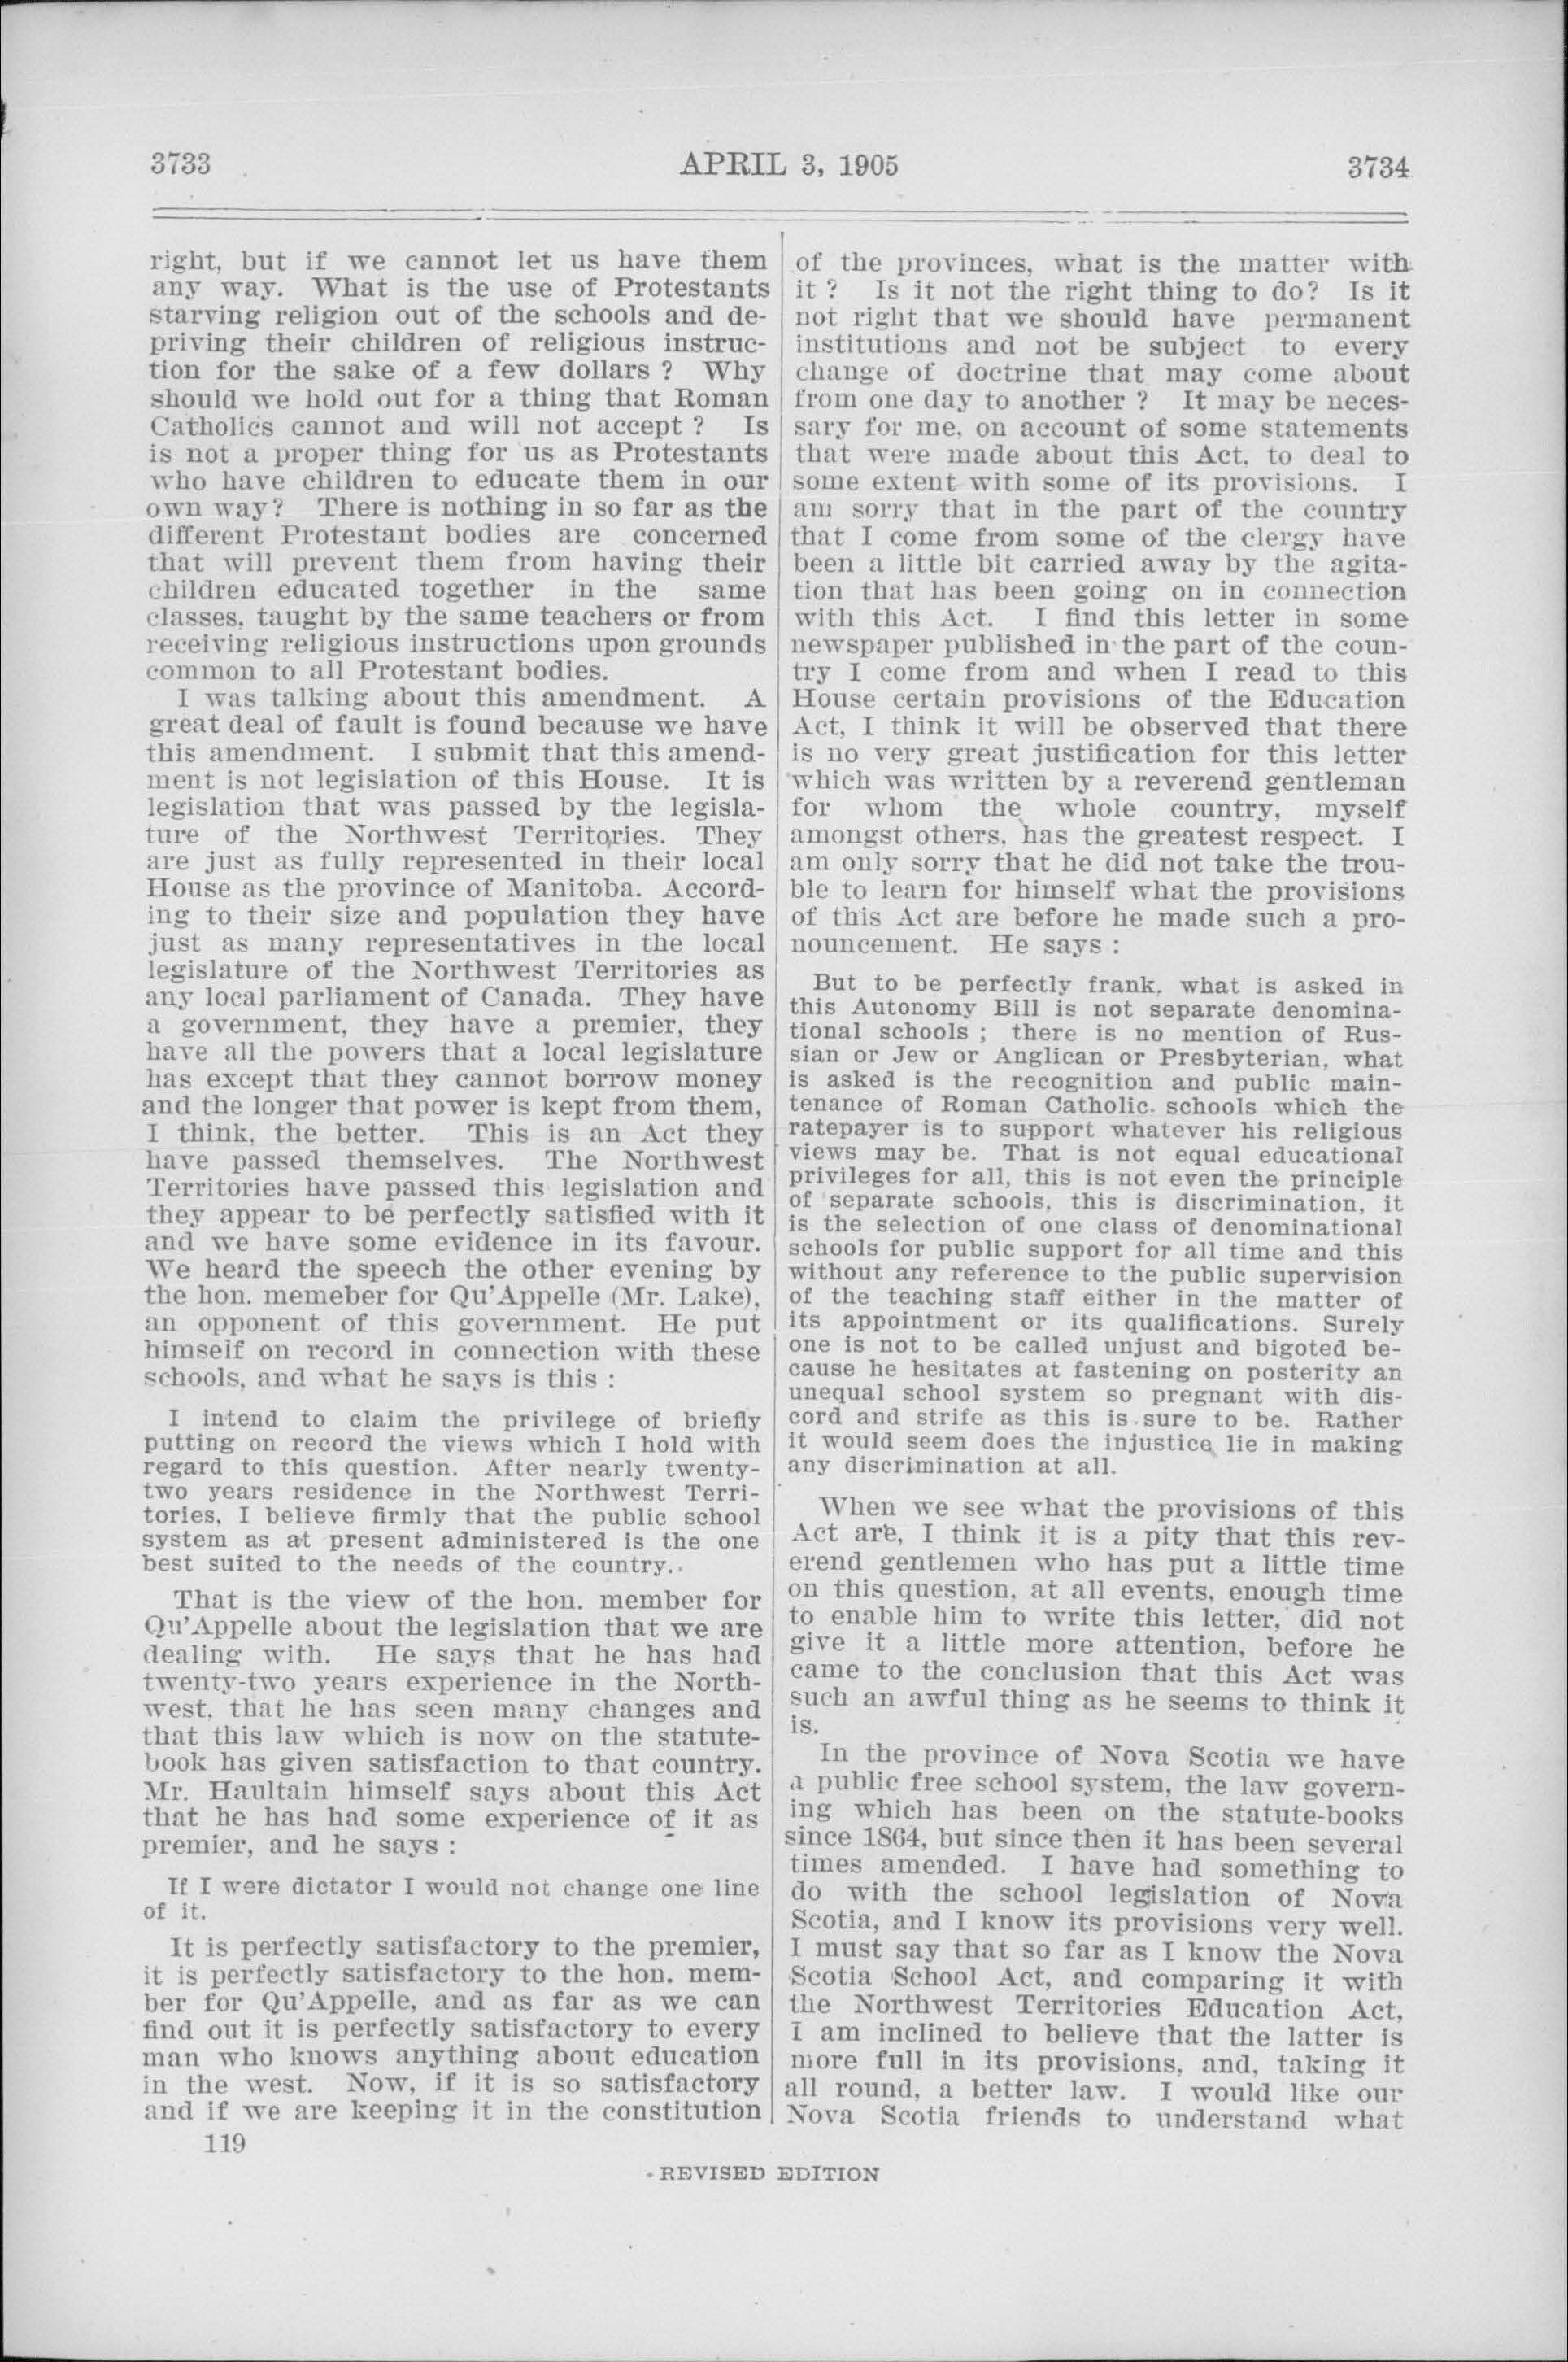 3733 APRIL 3, 1905 3734
right, but if we cannot let us have them
any way. What is the use of Protestants
starving religion out of the schools and de-
priving their children of religious instruc-
tion for the sake of a few dollars ? Why
should we hold out for a thing that Roman
Catholics cannot and will not accept ? Is
is not a proper thing for us as Protestants
who have children to educate them in our
own way? There is nothing in so far as the
different Protestant bodies are concerned
that will prevent them from having their
children educated together in the same
classes, taught by the same teachers or from
receiving religious instructions upon grounds
common to all Protestant bodies.
I was talking about this amendment. A
great deal of fault is found because we have
this amendment. I submit that this amend-
ment is not legislation of this House. It is
legislation that was passed by the legisla-
ture of the Northwest Territories. They
are just as fully represented in their local
House as the province of Manitoba. Accord-
ing to their size and population they have
just as many representatives in the local
legislature of the Northwest Territories as
any local parliament of Canada. They have
a government, they have a premier, they
have all the powers that a local legislature
has except that they cannot borrow money
and the longer that power is kept from them,
I think, the better. This is an Act they
have passed themselves. The Northwest
Territories have passed this legislation and
they appear to be perfectly satisfied with it
and we have some evidence in its favour.
We heard the speech the other evening by
the hon. memeber for Qu'Appelle (Mr. Lake),
an opponent of this government. He put
himself on record in connection with these
schools, and what he says is this :
I intend to claim the privilege of briefly
putting on record the views which I hold with
regard to this question. After nearly twenty-
two years residence in the Northwest Terri-
tories, I believe firmly that the public school
system as at present administered is the one
best suited to the needs of the country..
That is the view of the hon. member for
Qu'Appelle about the legislation that we are
dealing with. He says that he has had
twenty-two years experience in the North-
west, that he has seen many changes and
that this law which is now on the statute-
book has given satisfaction to that country.
Mr. Haultain himself says about this Act
that he has had some experience of it as
premier, and he says :
If I were dictator I would not change one line
of it.
It is perfectly satisfactory to the premier,
it is perfectly satisfactory to the hon. mem-
ber for Qu'Appelle, and as far as we can
find out it is perfectly satisfactory to every
man who knows anything about education
in the west. Now, if it is so satisfactory
and if we are keeping it in the constitution
119
of the provinces, what is the matter with
it ? Is it not the right thing to do? Is it
not right that we should have permanent
institutions and not be subject to every
change of doctrine that may come about
from one day to another ? It may be neces-
sary for me, on account of some statements
that were made about this Act, to deal to
some extent with some of its provisions. I
am sorry that in the part of the country
that I come from some of the clergy have
been a little bit carried away by the agita-
tion that has been going on in connection
with this Act. I find this letter in some
newspaper published in the part of the coun-
try I come from and when I read to this
House certain provisions of the Education
Act, I think it will be observed that there
is no very great justification for this letter
which was written by a reverend gentleman
for whom the whole country, myself
amongst others, has the greatest respect. I
am only sorry that he did not take the trou-
ble to learn for himself what the provisions
of this Act are before he made such a pro-
nouncement. He says :
But to be perfectly frank, what is asked in
this Autonomy Bill is not separate denomina-
tional schools ; there is no mention of Rus-
sian or Jew or Anglican or Presbyterian, what
is asked is the recognition and public main-
tenance of Roman Catholic. schools which the
ratepayer is to support whatever his religious
views may be. That is not equal educational
privileges for all, this is not even the principle
of separate schools, this is discrimination, it
is the selection of one class of denominational
schools for public support for all time and this
without any reference to the public supervision
of the teaching staff either in the matter of
its appointment or its qualifications. Surely
one is not to be called unjust and bigoted be-
cause he hesitates at fastening on posterity an
unequal school system so pregnant with dis-
cord and strife as this is sure to be. Rather
it would seem does the injustice lie in making
any discrimination at all.
When we see what the provisions of this
Act are, I think it is a pity that this rev-
erend gentlemen who has put a little time
on this question, at all events, enough time
to enable him to write this letter, did not
give it a little more attention, before he
came to the conclusion that this Act was
such an awful thing as he seems to think it
is.
In the province of Nova Scotia we have
a public free school system, the law govern-
ing which has been on the statute-books
since 1864, but since then it has been several
times amended. I have had something to
do with the school legislation of Nova
Scotia, and I know its provisions very well.
I must say that so far as I know the Nova
Scotia School Act, and comparing it with
the Northwest Territories Education Act,
I am inclined to believe that the latter is
more full in its provisions, and, taking it
all round, a better law. I would like our
Nova Scotia friends to understand what
REVISED EDITION